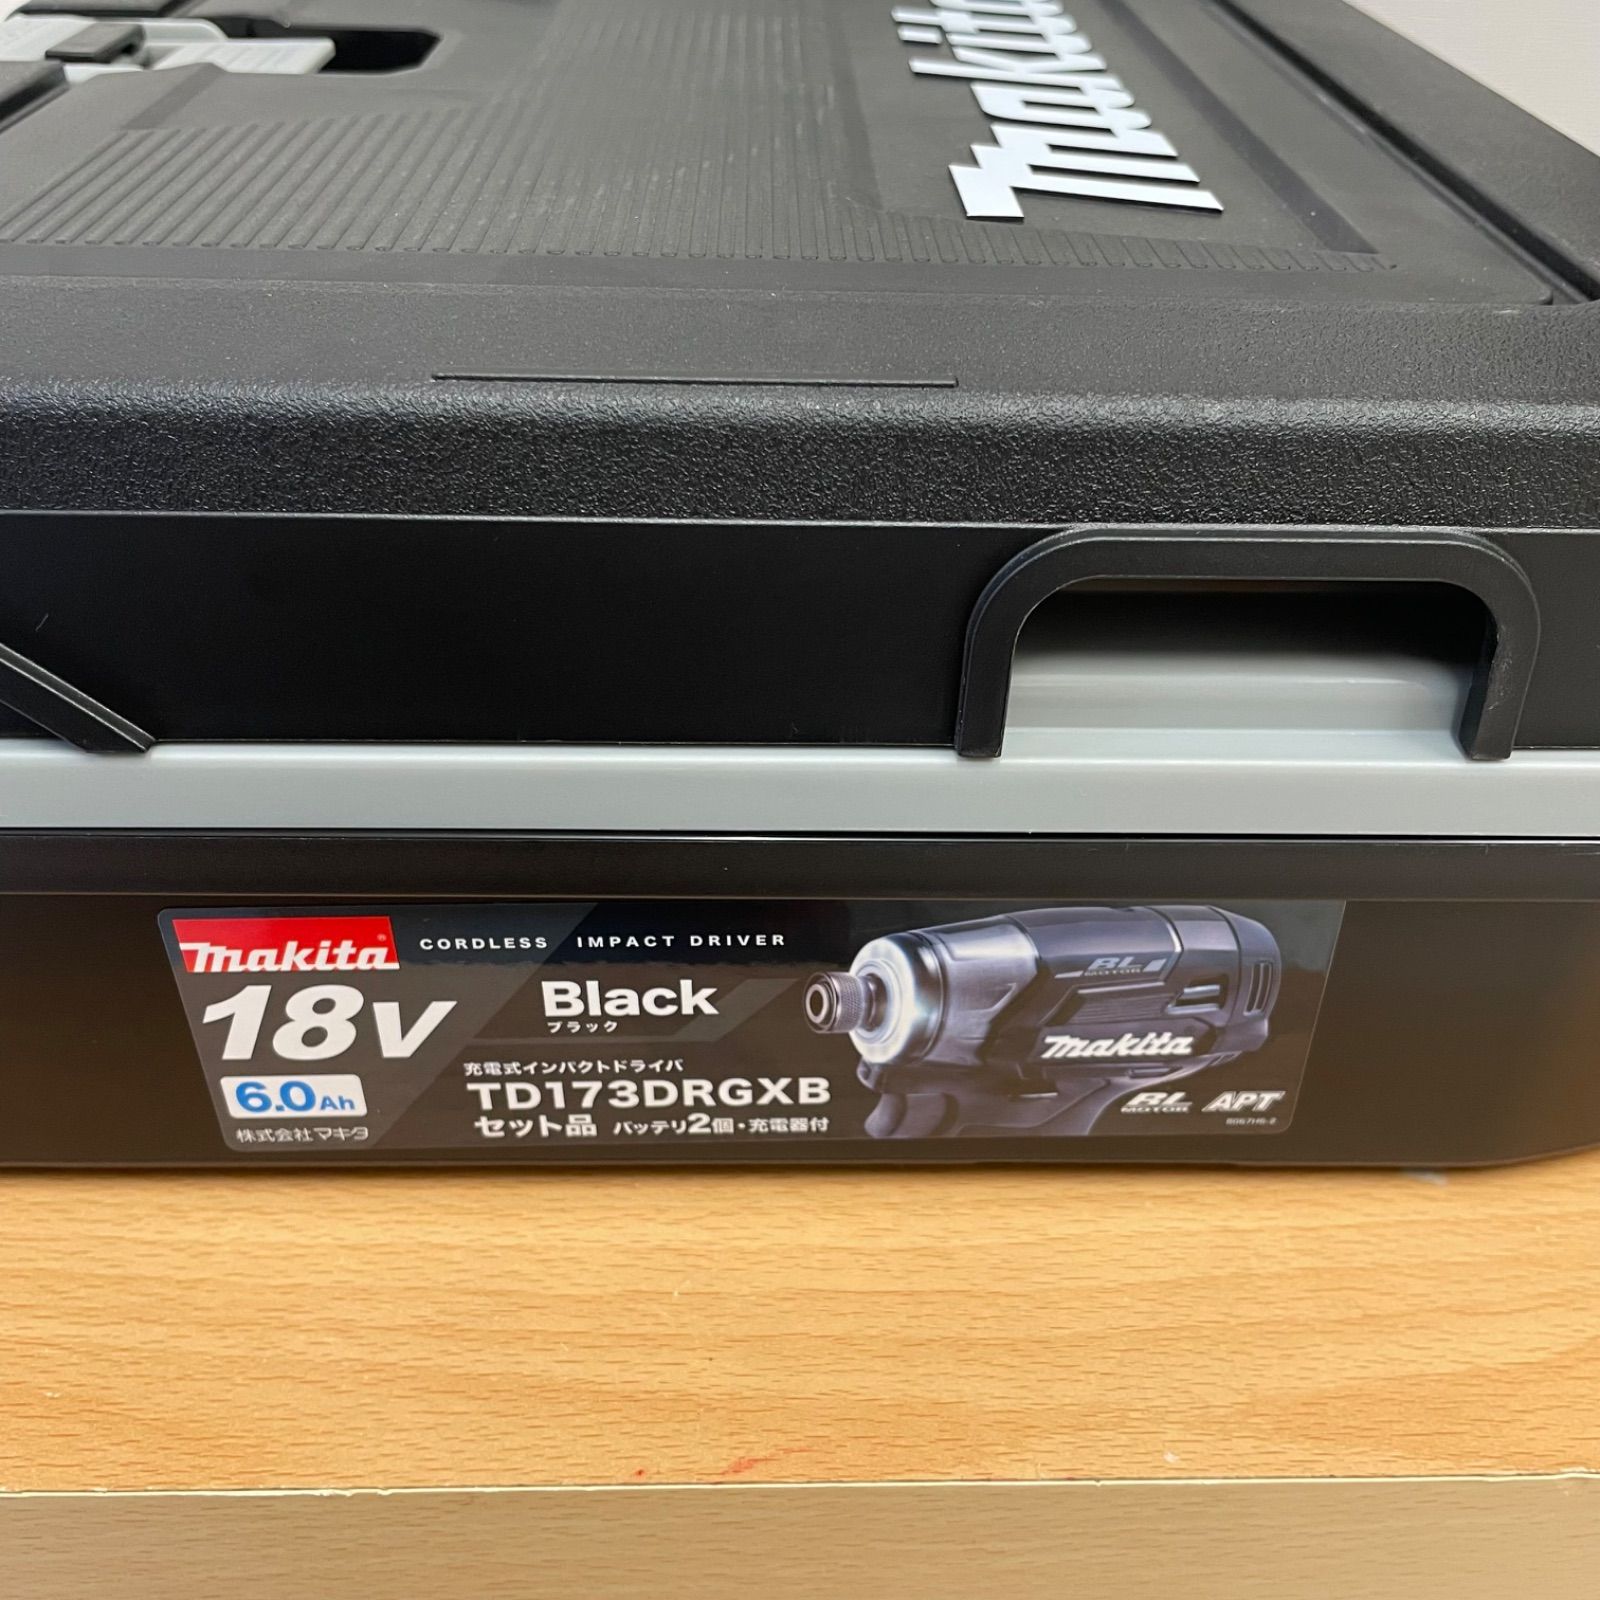 makita
makita® CORDLESS IMPACT DRIVER
18V
Black
ブラック
6.0Ah
充電式インパクトドライバ
TD173DRGXB
セット品 バッテリ2個・充電器付
株式会社マキタ
BL
MOTOR
makita
BL
MOTOR
APT